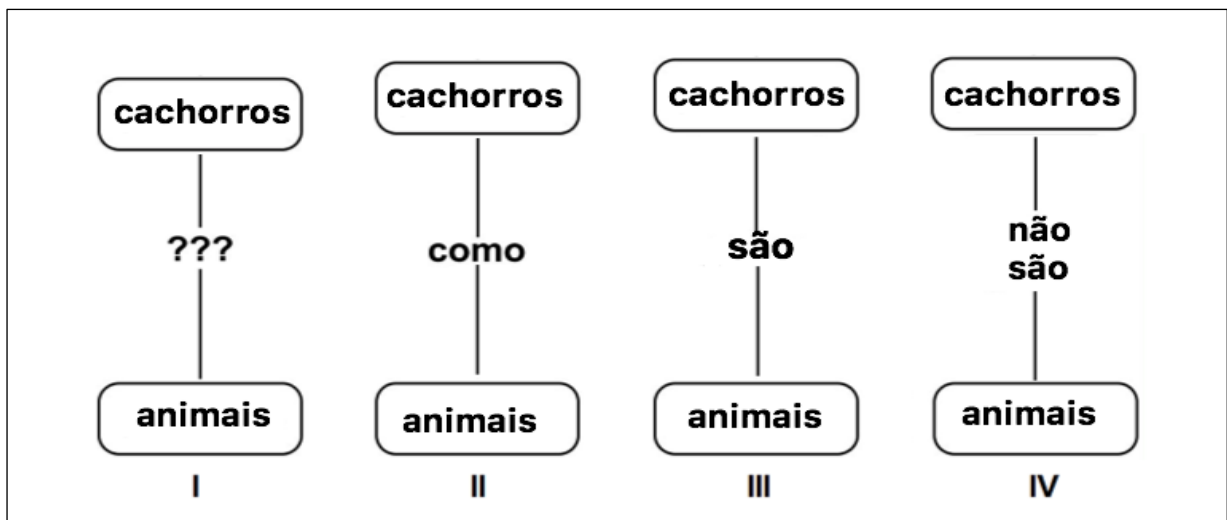 cachorros
???
animais
I
cachorros
como
animais
II
cachorros
são
animais
III
cachorros
não
são
animais
IV